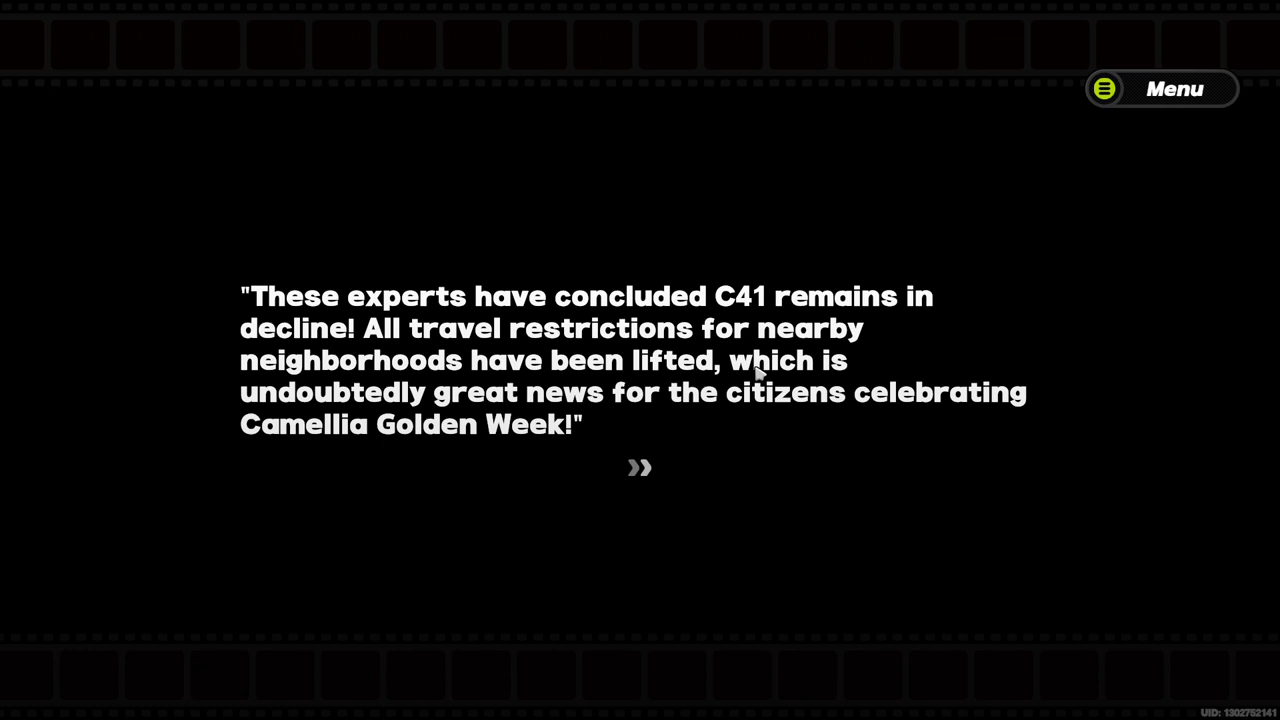 Menu
"These experts have concluded C41 remains in
decline! All travel restrictions for nearby
neighborhoods have been lifted, which is
undoubtedly great news for the citizens celebrating
Camellia Golden Week!"
UID: 1302752141